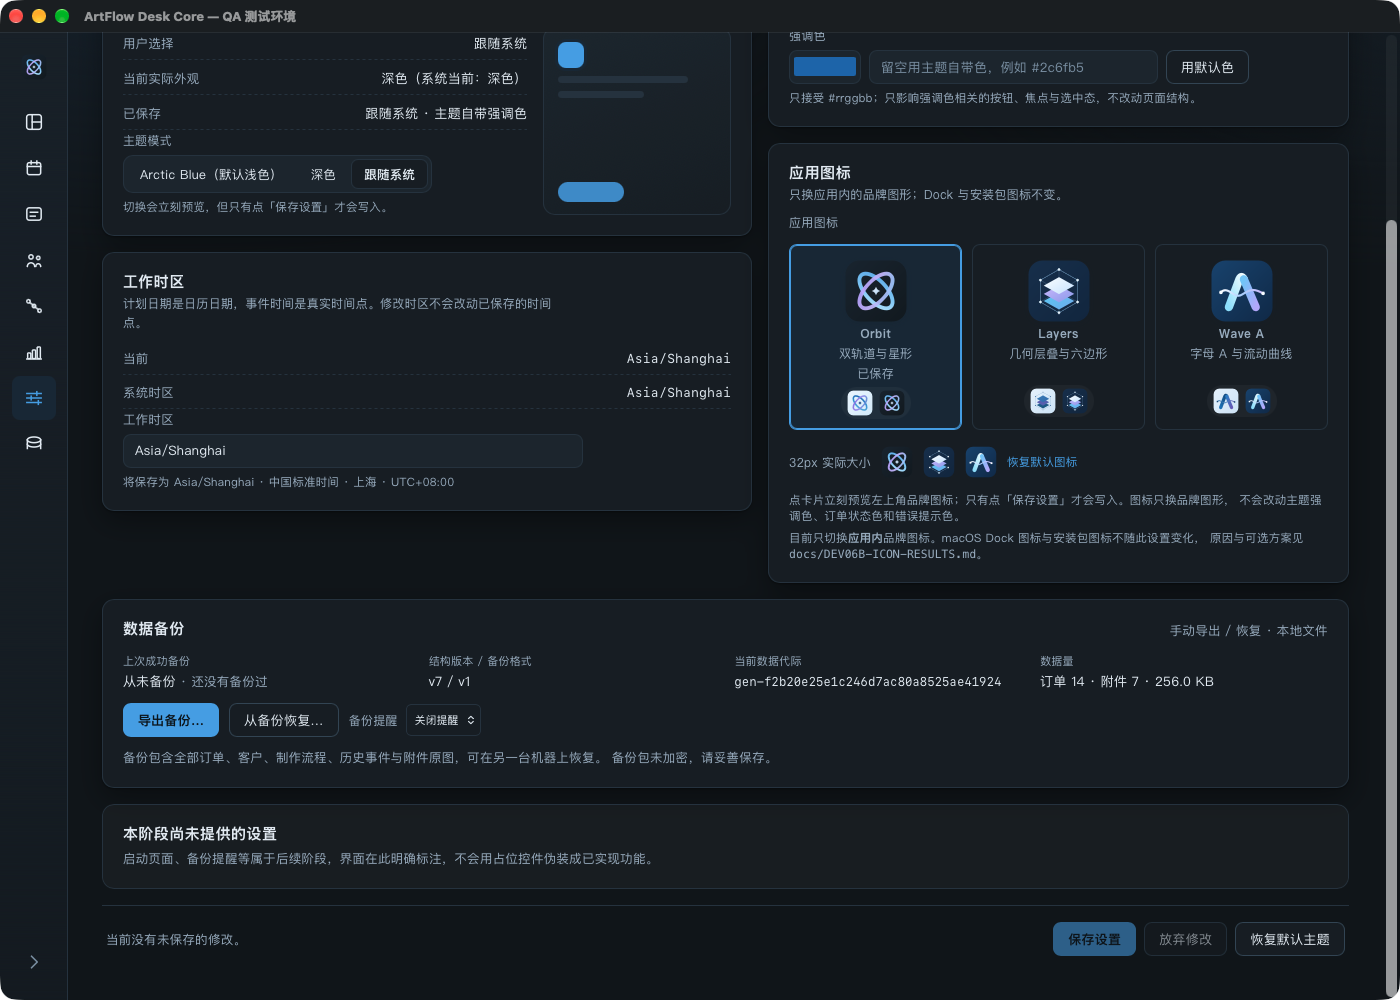 ArtFlow Desk Core — QA 测试环境
用户选择
跟随系统
当前实际外观
深色（系统当前：深色）
已保存
跟随系统 · 主题自带强调色
主题模式
Arctic Blue（默认浅色）
深色
跟随系统
切换会立刻预览，但只有点「保存设置」才会写入。
强调色
留空用主题自带色，例如 #2c6fb5
用默认色
只接受 #rrggbb；只影响强调色相关的按钮、焦点与选中态，不改动页面结构。
工作时区
计划日期是日历日期，事件时间是真实时间点。修改时区不会改动已保存的时间
点。
当前
Asia/Shanghai
系统时区
Asia/Shanghai
工作时区
Asia/Shanghai
将保存为 Asia/Shanghai · 中国标准时间 · 上海 · UTC+08:00
应用图标
只换应用内的品牌图形；Dock 与安装包图标不变。
应用图标
Orbit
双轨道与星形
已保存
Layers
几何层叠与六边形
Wave A
字母 A 与流动曲线
32px 实际大小
恢复默认图标
点卡片立刻预览左上角品牌图标；只有点「保存设置」才会写入。图标只换品牌图形， 不会改动主题强
调色、订单状态色和错误提示色。
目前只切换应用内品牌图标。macOS Dock 图标与安装包图标不随此设置变化， 原因与可选方案见
docs/DEV06B-ICON-RESULTS.md。
数据备份
手动导出 / 恢复 · 本地文件
上次成功备份
从未备份 · 还没有备份过
结构版本 / 备份格式
v7 / v1
当前数据代际
gen-f2b20e25e1c246d7ac80a8525ae41924
数据量
订单 14 · 附件 7 · 256.0 KB
导出备份…
从备份恢复…
备份提醒
关闭提醒
备份包含全部订单、客户、制作流程、历史事件与附件原图，可在另一台机器上恢复。 备份包未加密，请妥善保存。
本阶段尚未提供的设置
启动页面、备份提醒等属于后续阶段，界面在此明确标注，不会用占位控件伪装成已实现功能。
当前没有未保存的修改。
保存设置
放弃修改
恢复默认主题